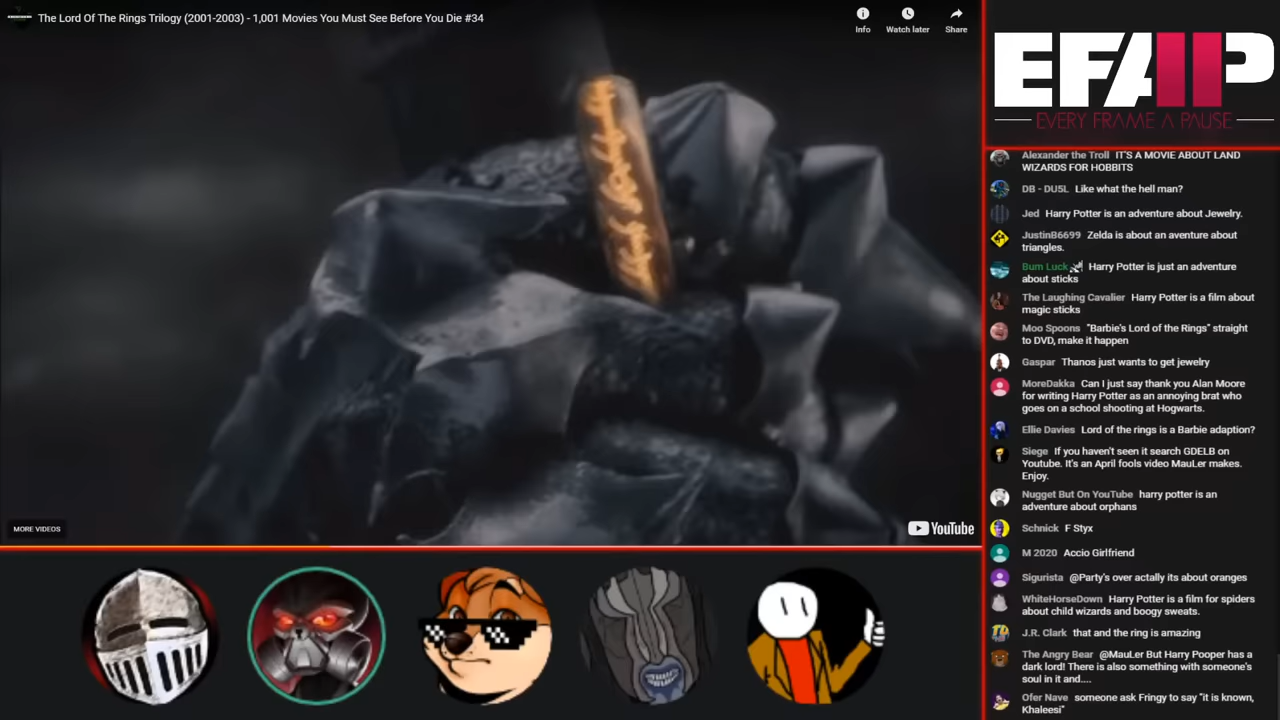 The Lord Of The Rings Trilogy (2001-2003) - 1,001 Movies You Must See Before You Die #34
Info
Watch later
Share
MORE VIDEOS
YouTube
EFAP
EVERY FRAME A PAUSE
Alexander the Troll IT'S A MOVIE ABOUT LAND
WIZARDS FOR HOBBITS
DB - DU5L Like what the hell man?
Jed Harry Potter is an adventure about Jewelry.
JustinB6699 Zelda is about an aventure about
triangles.
Bum Luck Harry Potter is just an adventure
about sticks
The Laughing Cavalier Harry Potter is a film about
magic sticks
Moo Spoons "Barbie's Lord of the Rings" straight
to DVD, make it happen
Gaspar Thanos just wants to get jewelry
MoreDakka Can I just say thank you Alan Moore
for writing Harry Potter as an annoying brat who
goes on a school shooting at Hogwarts.
Ellie Davies Lord of the rings is a Barbie adaption?
Siege If you haven't seen it search GDELB on
Youtube. It's an April fools video MauLer makes.
Enjoy.
Nugget But On YouTube harry potter is an
adventure about orphans
Schnick F Styx
M 2020 Accio Girlfriend
Sigurista @Party's over actally its about oranges
WhiteHorseDown Harry Potter is a film for spiders
about child wizards and boogy sweats.
J.R. Clark that and the ring is amazing
The Angry Bear @MauLer But Harry Pooper has a
dark lord! There is also something with someone's
soul in it and....
Ofer Nave someone ask Fringy to say "it is known,
Khaleesi"